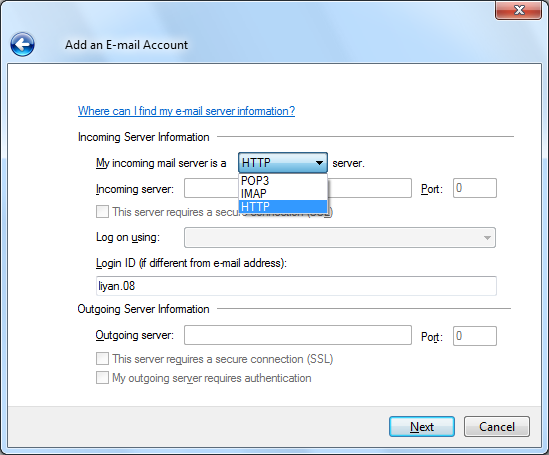 Add an E-mail Account
Where can I find my e-mail server information?
Incoming Server Information
My incoming mail server is a HTTP server.
POP3
IMAP
HTTP
Incoming server: Port: 0
This server requires a secure connection (SSL)
Log on using:
Login ID (if different from e-mail address):
liyan.08
Outgoing Server Information
Outgoing server: Port: 0
This server requires a secure connection (SSL)
My outgoing server requires authentication
Next Cancel